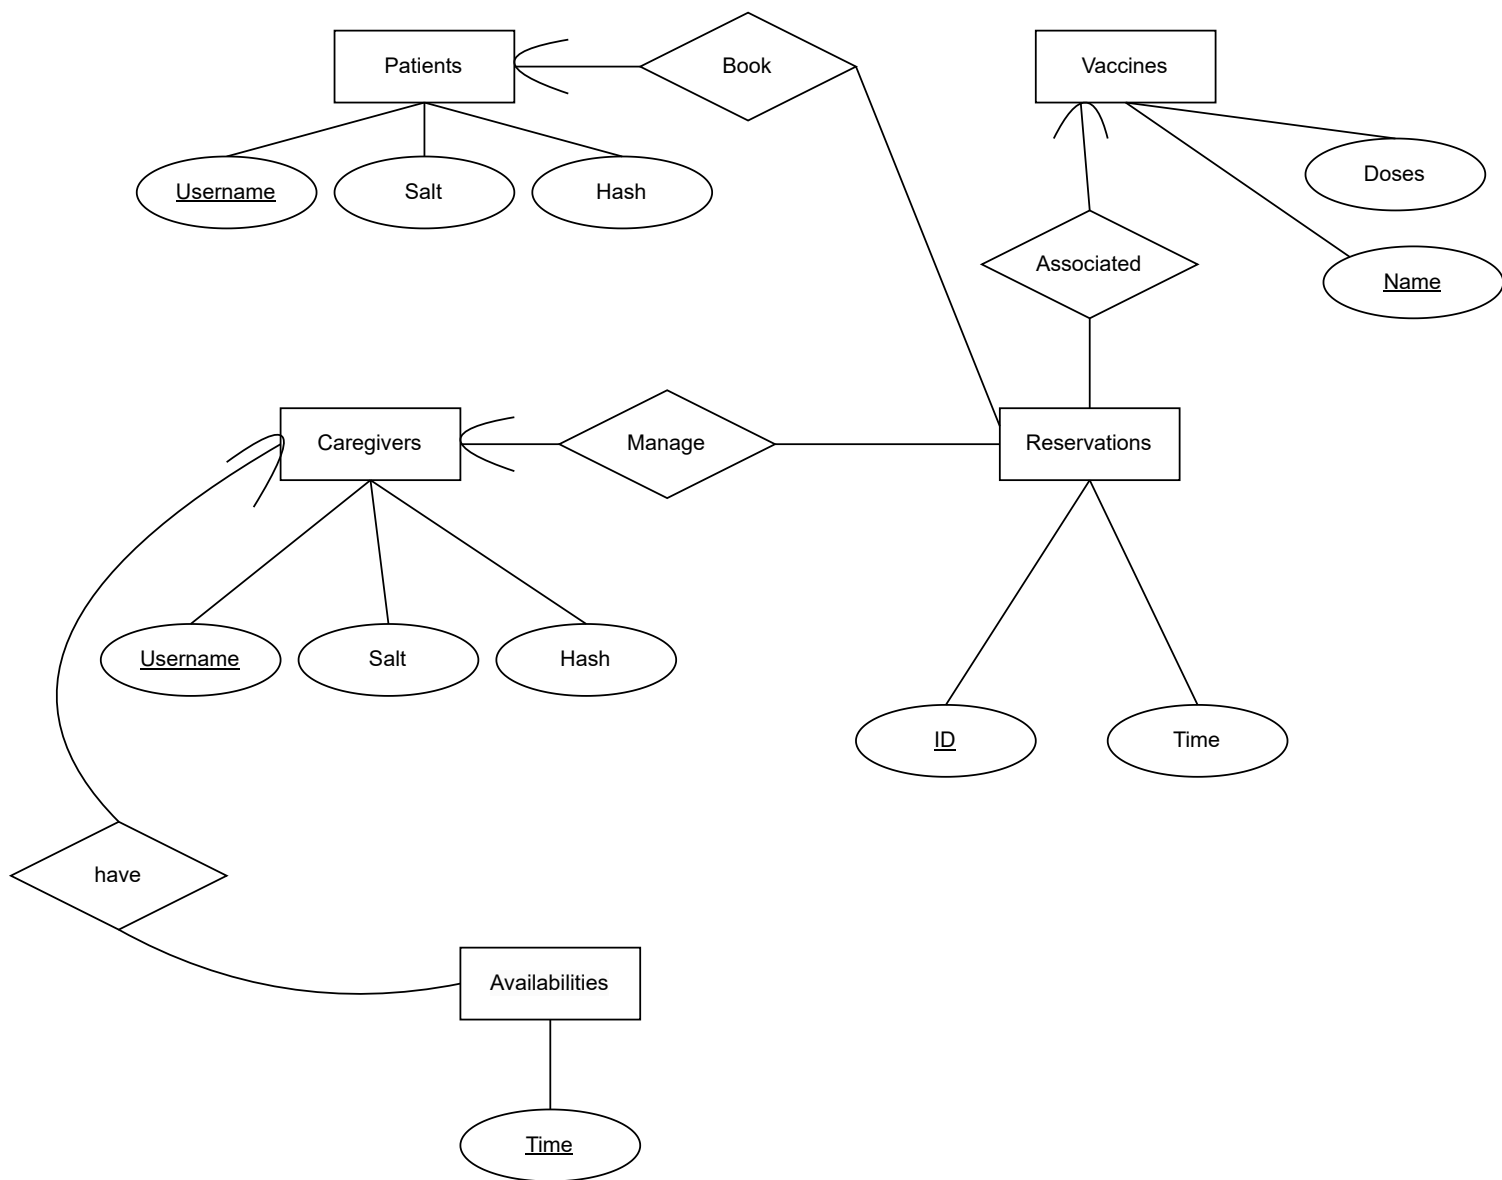 Patients
Book
Vaccines
Username
Salt
Hash
Doses
Associated
Name
Caregivers
Manage
Reservations
Username
Salt
Hash
ID
Time
have
Availabilities
Time